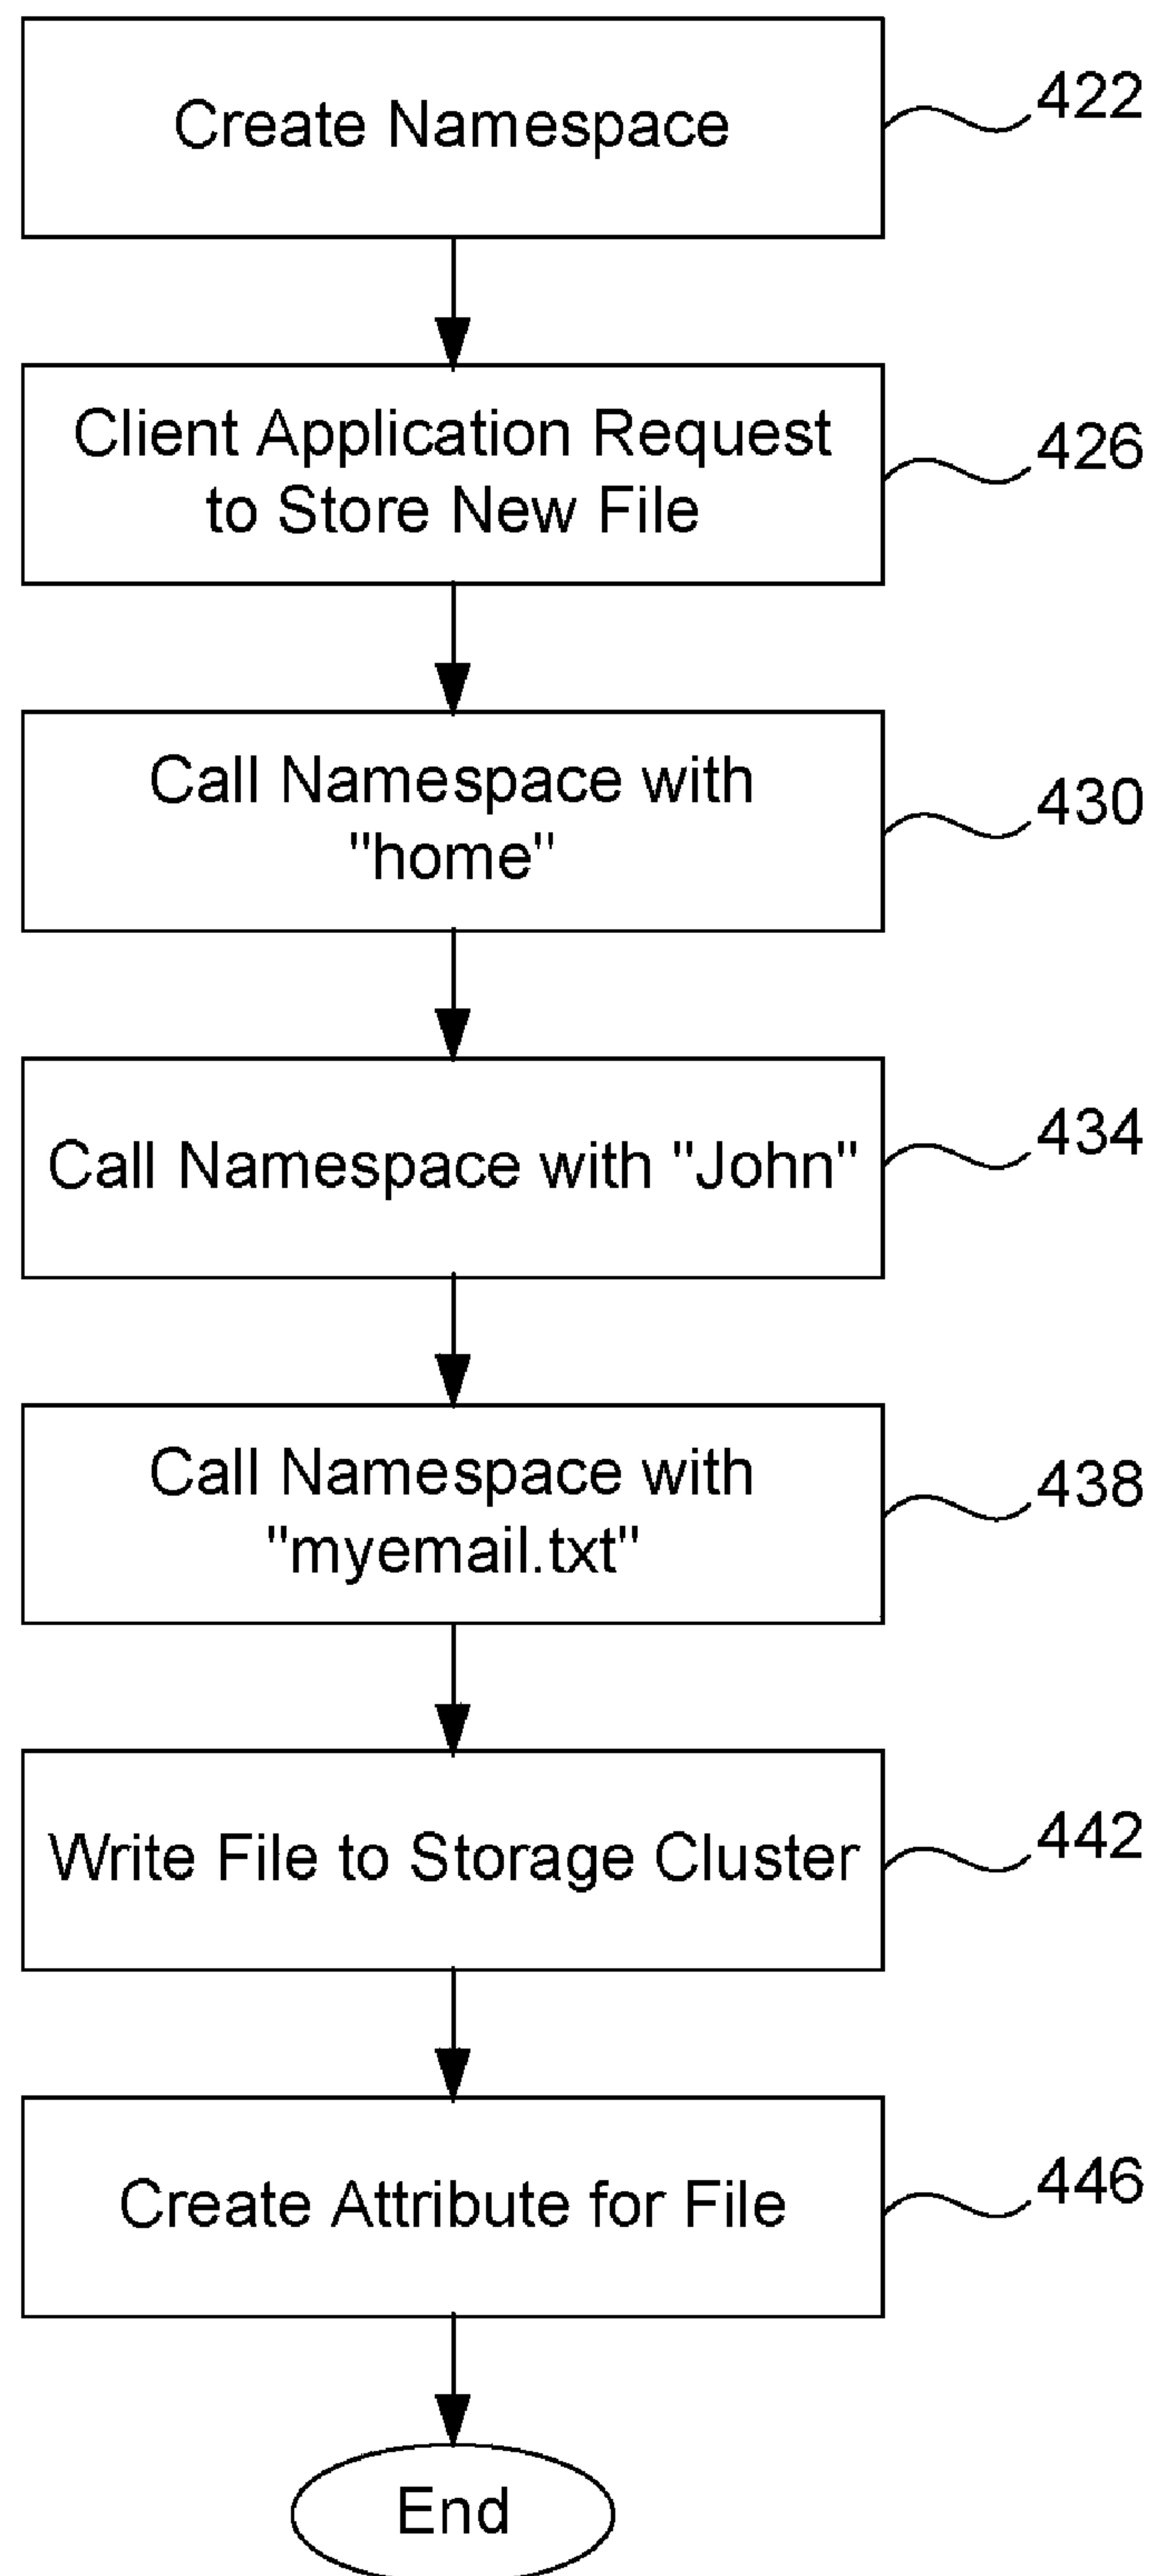 Create Namespace
422
Client Application Request
to Store New File
426
Call Namespace with
"home"
430
Call Namespace with "John"
434
Call Namespace with
"myemail.txt"
438
Write File to Storage Cluster
442
Create Attribute for File
446
End